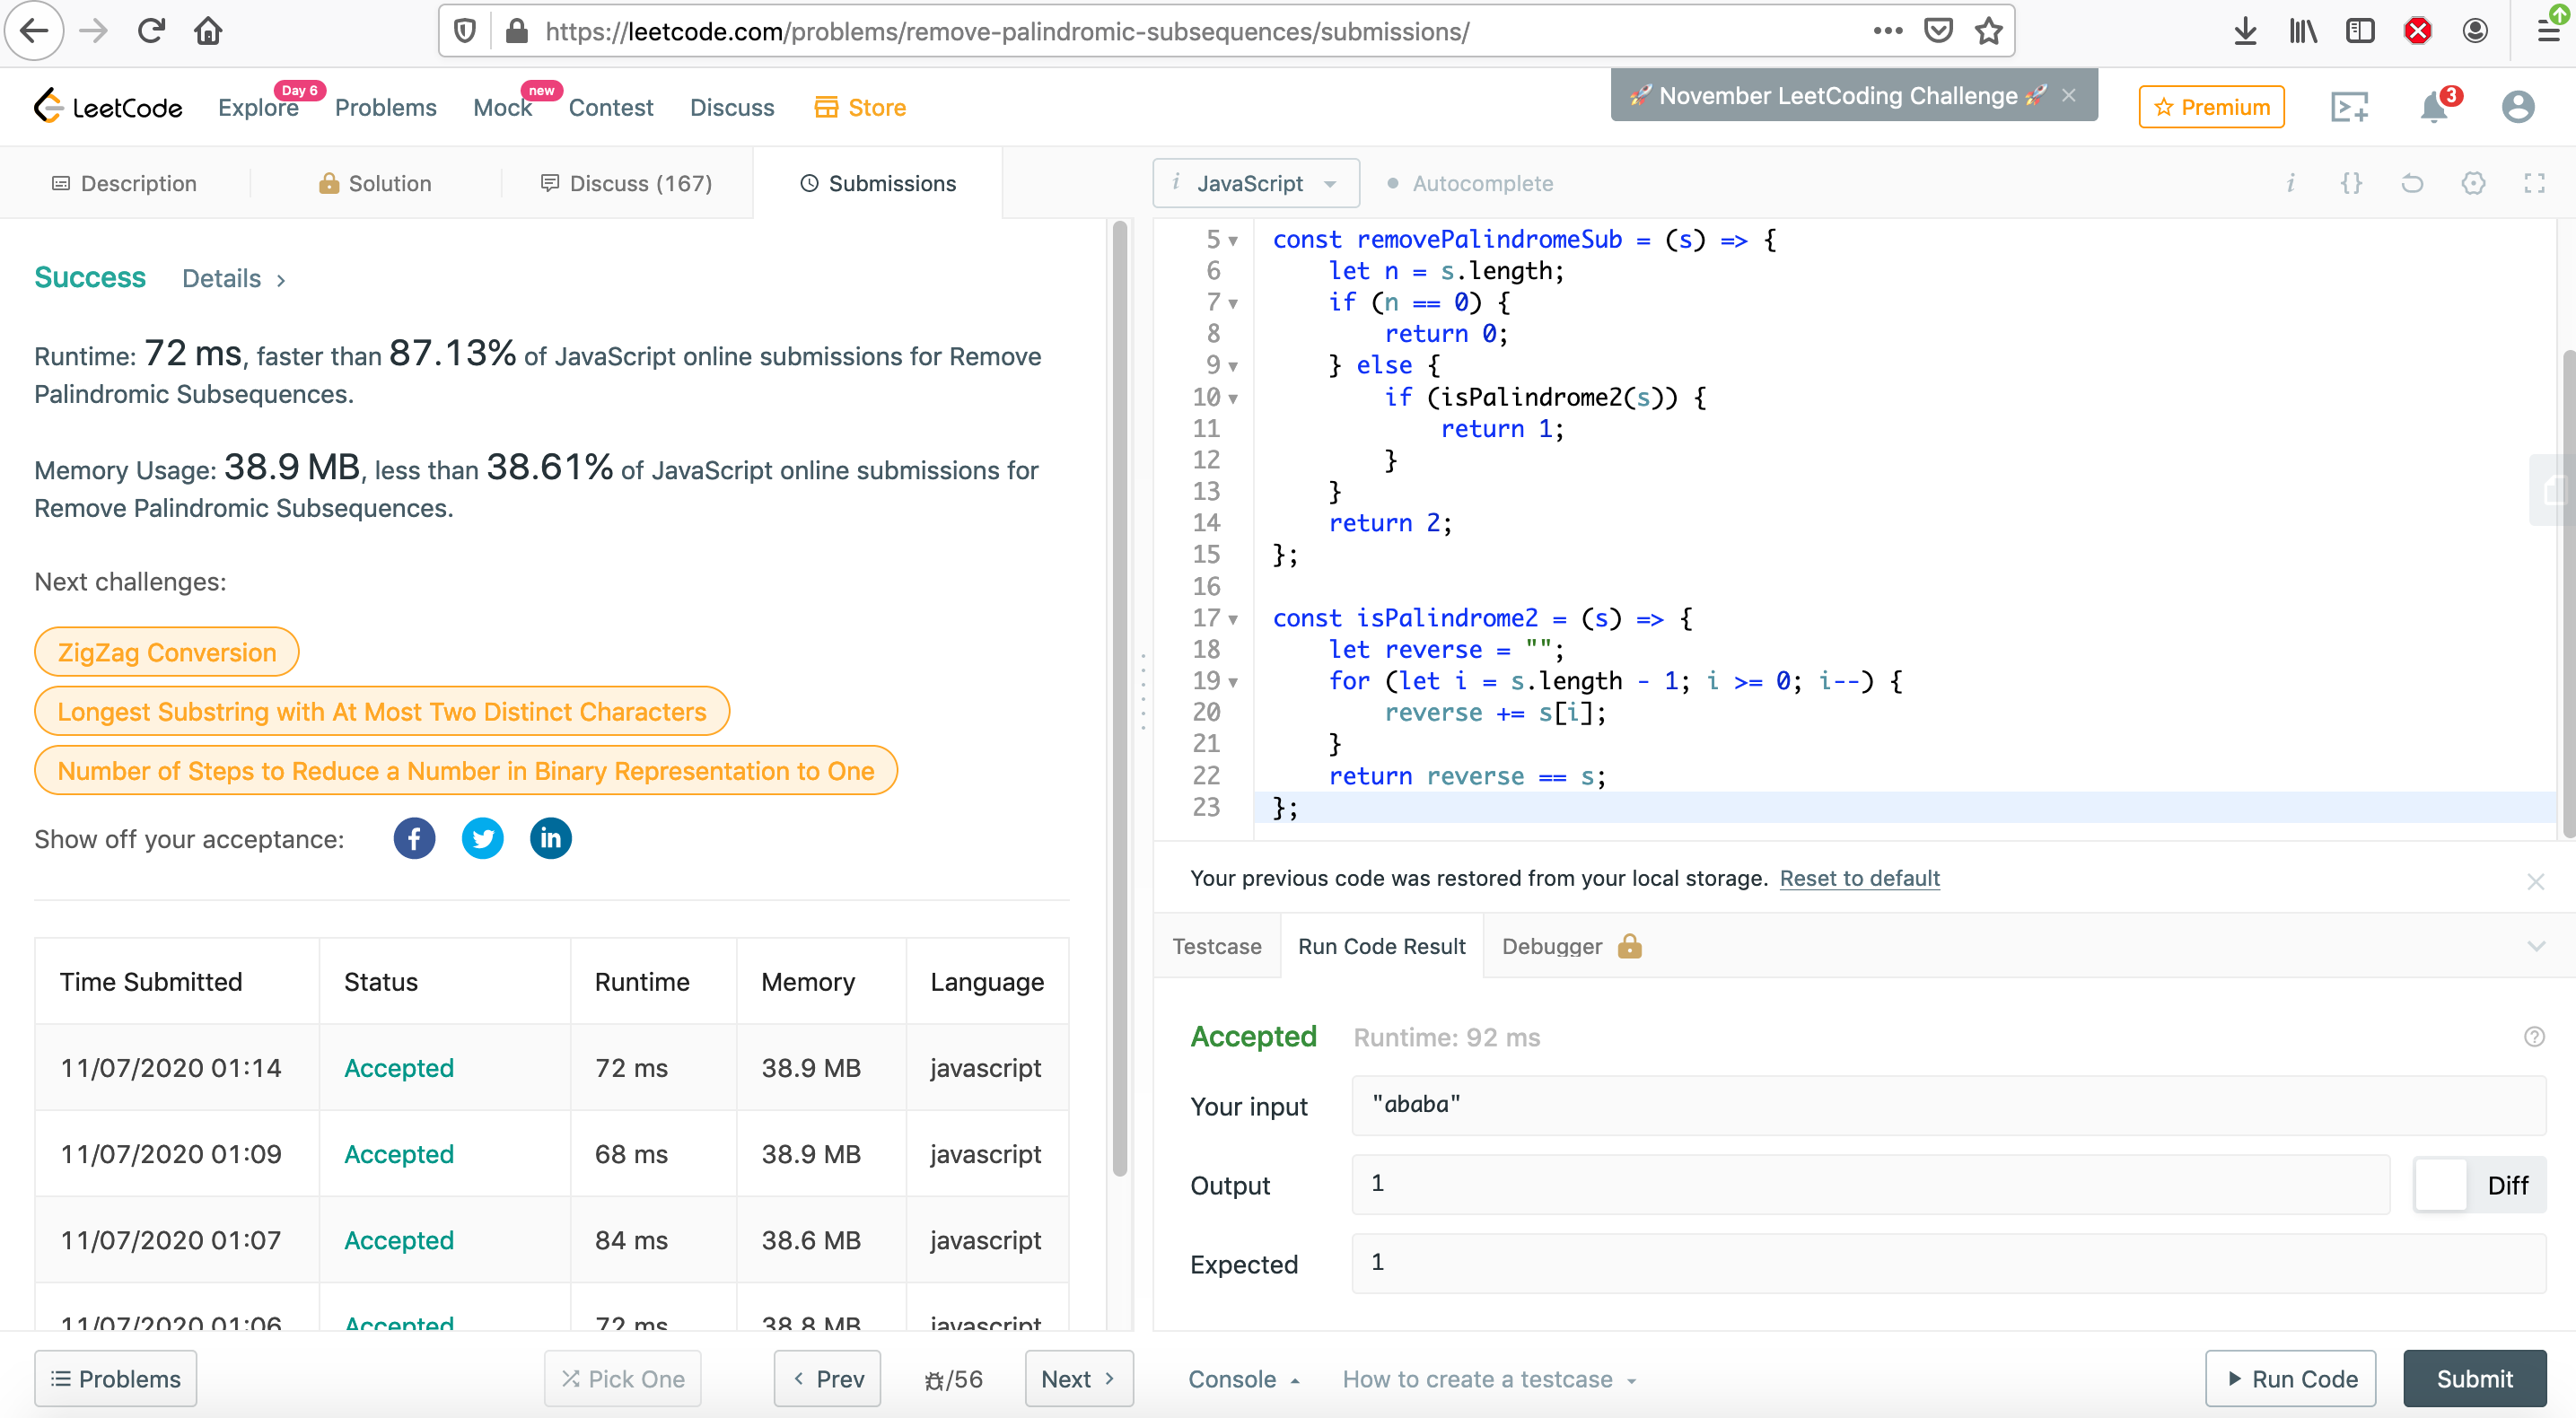 https://leetcode.com/problems/remove-palindromic-subsequences/submissions/
LeetCode
Explore
Day 6
Problems
Mock
new
Contest
Discuss
Store
🚀 November LeetCoding Challenge 🚀 ×
Premium
3
Description
Solution
Discuss (167)
Submissions
Success Details >
Runtime: 72 ms, faster than 87.13% of JavaScript online submissions for Remove
Palindromic Subsequences.
Memory Usage: 38.9 MB, less than 38.61% of JavaScript online submissions for
Remove Palindromic Subsequences.
Next challenges:
ZigZag Conversion
Longest Substring with At Most Two Distinct Characters
Number of Steps to Reduce a Number in Binary Representation to One
Show off your acceptance:
Time Submitted Status Runtime Memory Language
11/07/2020 01:14 Accepted 72 ms 38.9 MB javascript
11/07/2020 01:09 Accepted 68 ms 38.9 MB javascript
11/07/2020 01:07 Accepted 84 ms 38.6 MB javascript
11/07/2020 01:06 Accepted 72 ms 38.8 MB javascript
Problems
Pick One
< Prev
/56
Next >
i JavaScript
Autocomplete
i {}
5 const removePalindromeSub = (s) => {
6 let n = s.length;
7 if (n == 0) {
8 return 0;
9 } else {
10 if (isPalindrome2(s)) {
11 return 1;
12 }
13 }
14 return 2;
15 };
16
17 const isPalindrome2 = (s) => {
18 let reverse = "";
19 for (let i = s.length - 1; i >= 0; i--) {
20 reverse += s[i];
21 }
22 return reverse == s;
23 };
Your previous code was restored from your local storage. Reset to default
Testcase
Run Code Result
Debugger
Accepted Runtime: 92 ms
Your input "ababa"
Output 1
Diff
Expected 1
Console
How to create a testcase
Run Code
Submit